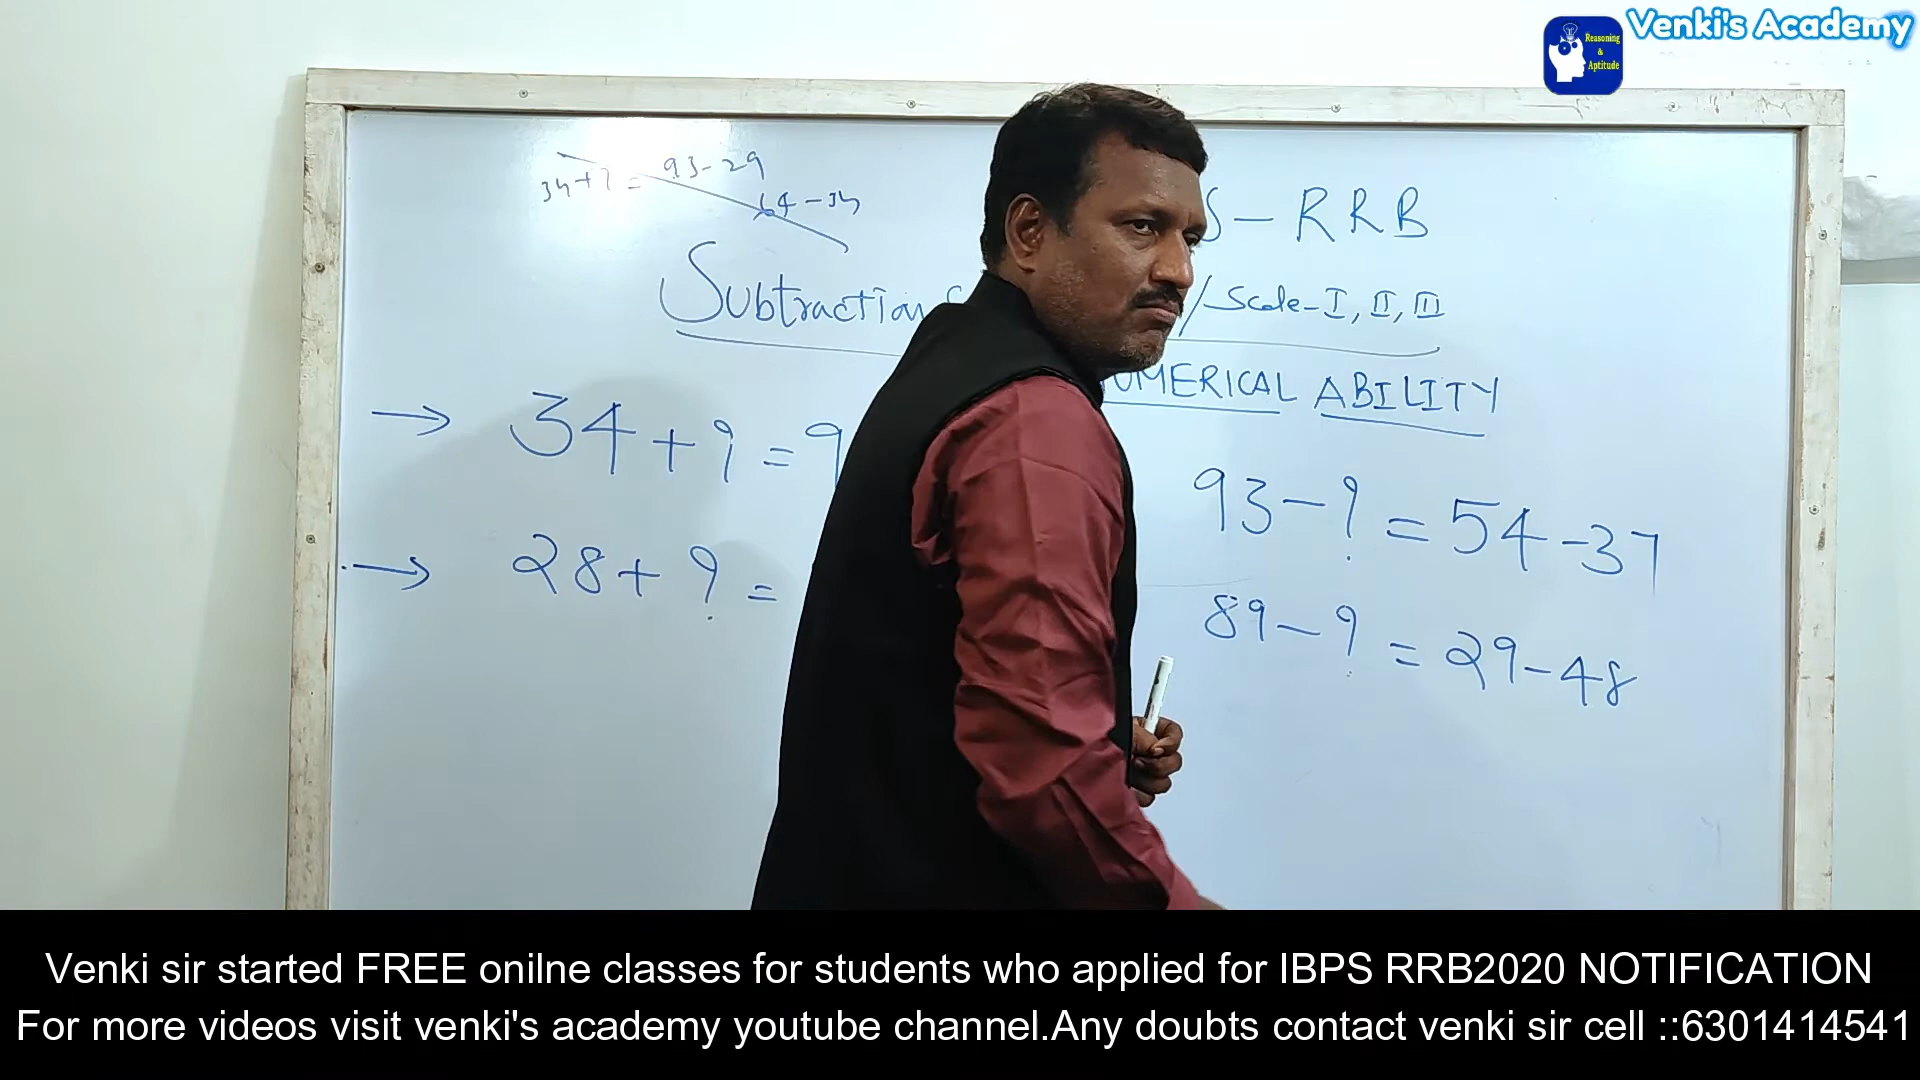 Venki's Academy
Reasoning
&
Aptitude
34+? = 93-29
64-34
S-RRB
Subtraction
/Scale-I, II, III
NUMERICAL ABILITY
→ 34+? = 9
93-? = 54-37
→ 28+? =
89-? = 29-48
Venki sir started FREE onilne classes for students who applied for IBPS RRB2020 NOTIFICATION
For more videos visit venki's academy youtube channel.Any doubts contact venki sir cell ::6301414541